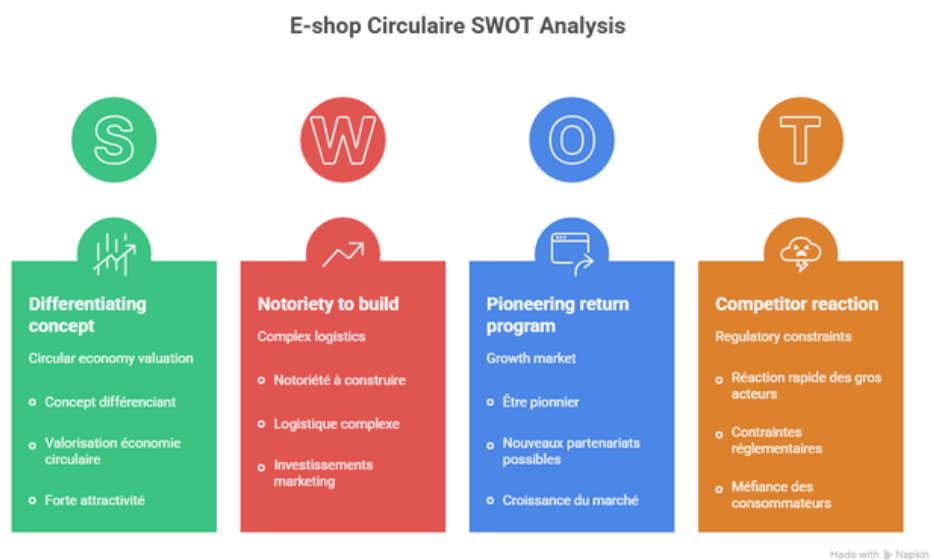 E-shop Circulaire SWOT Analysis
S
W
O
T
Differentiating
concept
Circular economy valuation
Concept différenciant
Valorisation économie
circulaire
Forte attractivité
Notoriety to build
Complex logistics
Notoriété à construire
Logistique complexe
Investissements
marketing
Pioneering return
program
Growth market
Être pionnier
Nouveaux partenariats
possibles
Croissance du marché
Competitor reaction
Regulatory constraints
Réaction rapide des gros
acteurs
Contraintes
réglementaires
Méfiance des
consommateurs
Made with Napkin